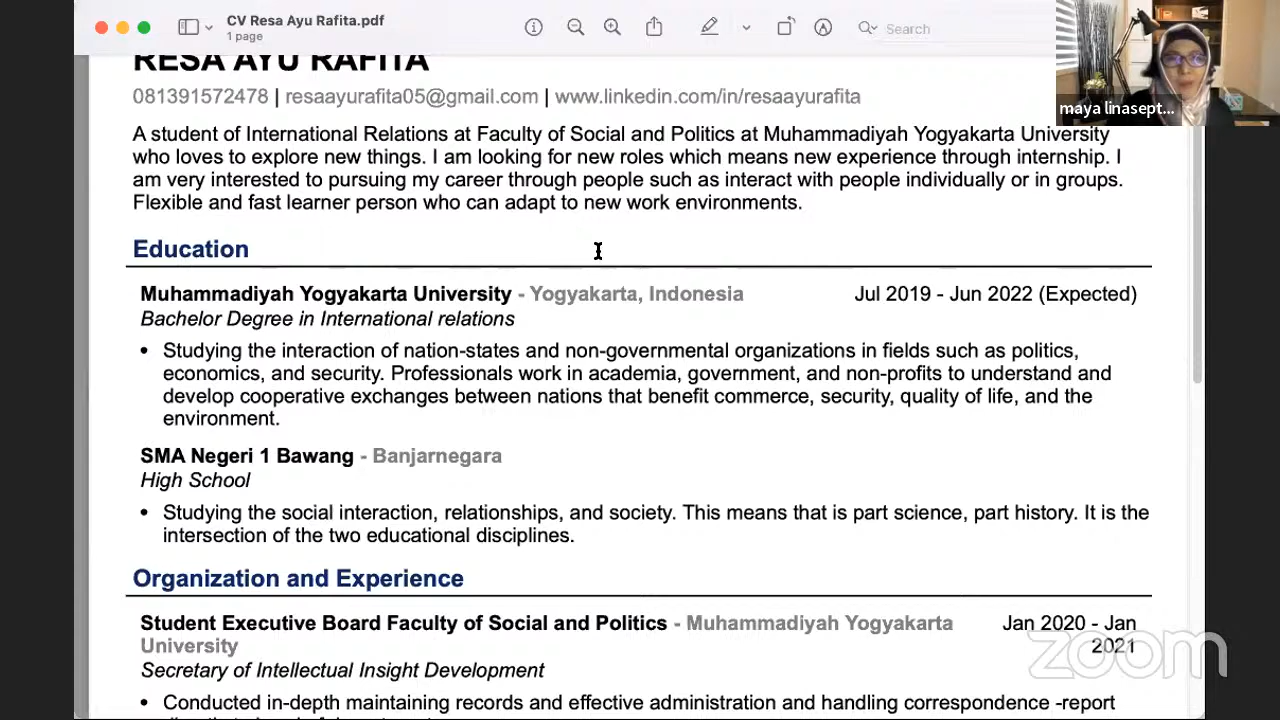 CV Resa Ayu Rafita.pdf
1 page
Search
RESA AYU RAFITA
081391572478 | resaayurafita05@gmail.com | www.linkedin.com/in/resaayurafita
maya linasept...
A student of International Relations at Faculty of Social and Politics at Muhammadiyah Yogyakarta University
who loves to explore new things. I am looking for new roles which means new experience through internship. I
am very interested to pursuing my career through people such as interact with people individually or in groups.
Flexible and fast learner person who can adapt to new work environments.
Education
Muhammadiyah Yogyakarta University - Yogyakarta, Indonesia Jul 2019 - Jun 2022 (Expected)
Bachelor Degree in International relations
• Studying the interaction of nation-states and non-governmental organizations in fields such as politics,
economics, and security. Professionals work in academia, government, and non-profits to understand and
develop cooperative exchanges between nations that benefit commerce, security, quality of life, and the
environment.
SMA Negeri 1 Bawang - Banjarnegara
High School
• Studying the social interaction, relationships, and society. This means that is part science, part history. It is the
intersection of the two educational disciplines.
Organization and Experience
Student Executive Board Faculty of Social and Politics - Muhammadiyah Yogyakarta Jan 2020 - Jan
University 2021
Secretary of Intellectual Insight Development
zoom
• Conducted in-depth maintaining records and effective administration and handling correspondence -report